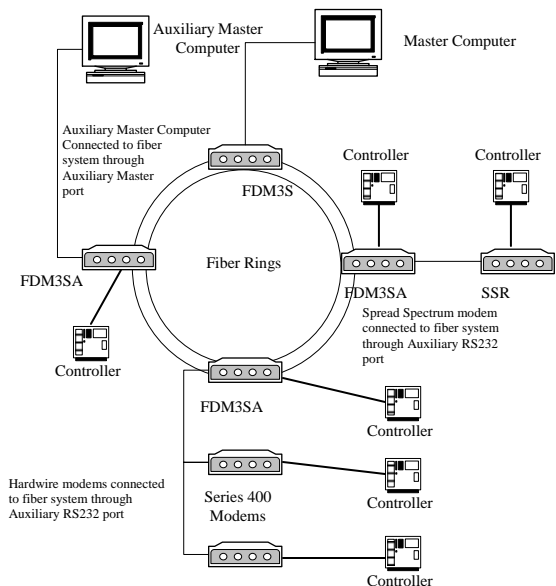 Auxiliary Master
Computer
Master Computer
Auxiliary Master Computer
Connected to fiber
system through
Auxiliary Master
port
FDM3S
Controller
Controller
Fiber Rings
FDM3SA
FDM3SA
SSR
Spread Spectrum modem
connected to fiber system
through Auxiliary RS232
port
Controller
FDM3SA
Controller
Hardwire modems connected
to fiber system through
Auxiliary RS232 port
Series 400
Modems
Controller
Controller